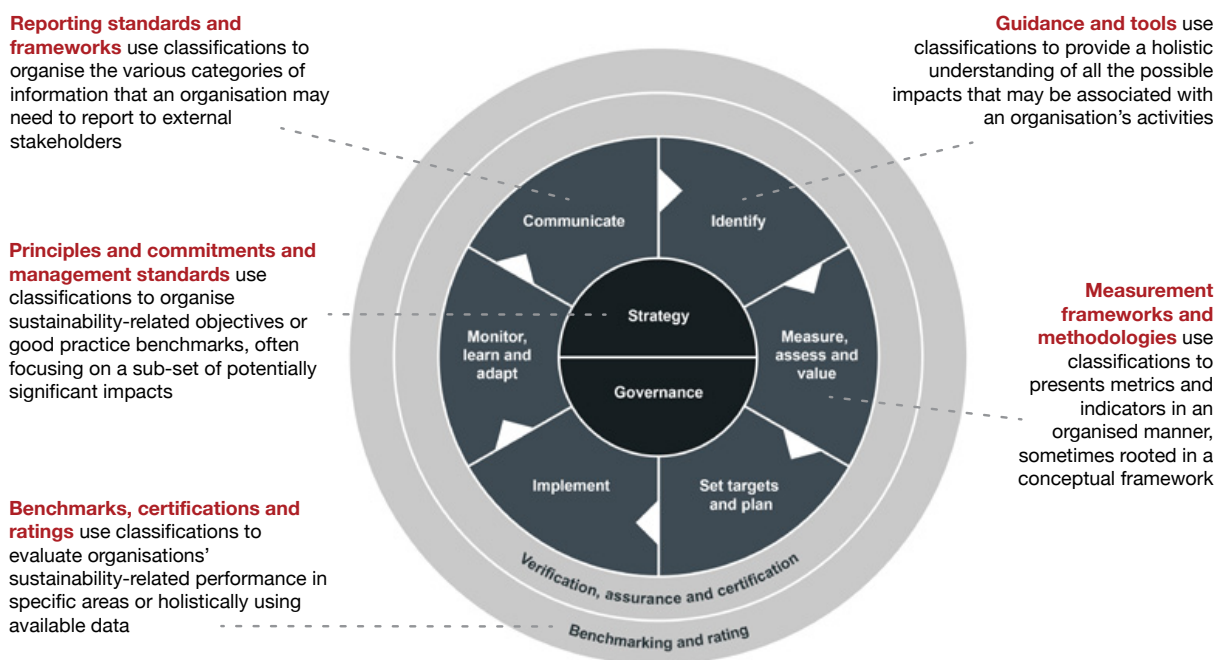 Reporting standards and
frameworks use classifications to
organise the various categories of
information that an organisation may
need to report to external
stakeholders
Guidance and tools use
classifications to provide a holistic
understanding of all the possible
impacts that may be associated with
an organisation's activities
Principles and commitments and
management standards use
classifications to organise
sustainability-related objectives or
good practice benchmarks, often
focusing on a sub-set of potentially
significant impacts
Measurement
frameworks and
methodologies use
classifications to
presents metrics and
indicators in an
organised manner,
sometimes rooted in a
conceptual framework
Benchmarks, certifications and
ratings use classifications to
evaluate organisations'
sustainability-related performance in
specific areas or holistically using
available data
Communicate
Identify
Strategy
Monitor,
learn and
adapt
Measure,
assess and
value
Governance
Implement
Set targets
and plan
Verification, assurance and certification
Benchmarking and rating